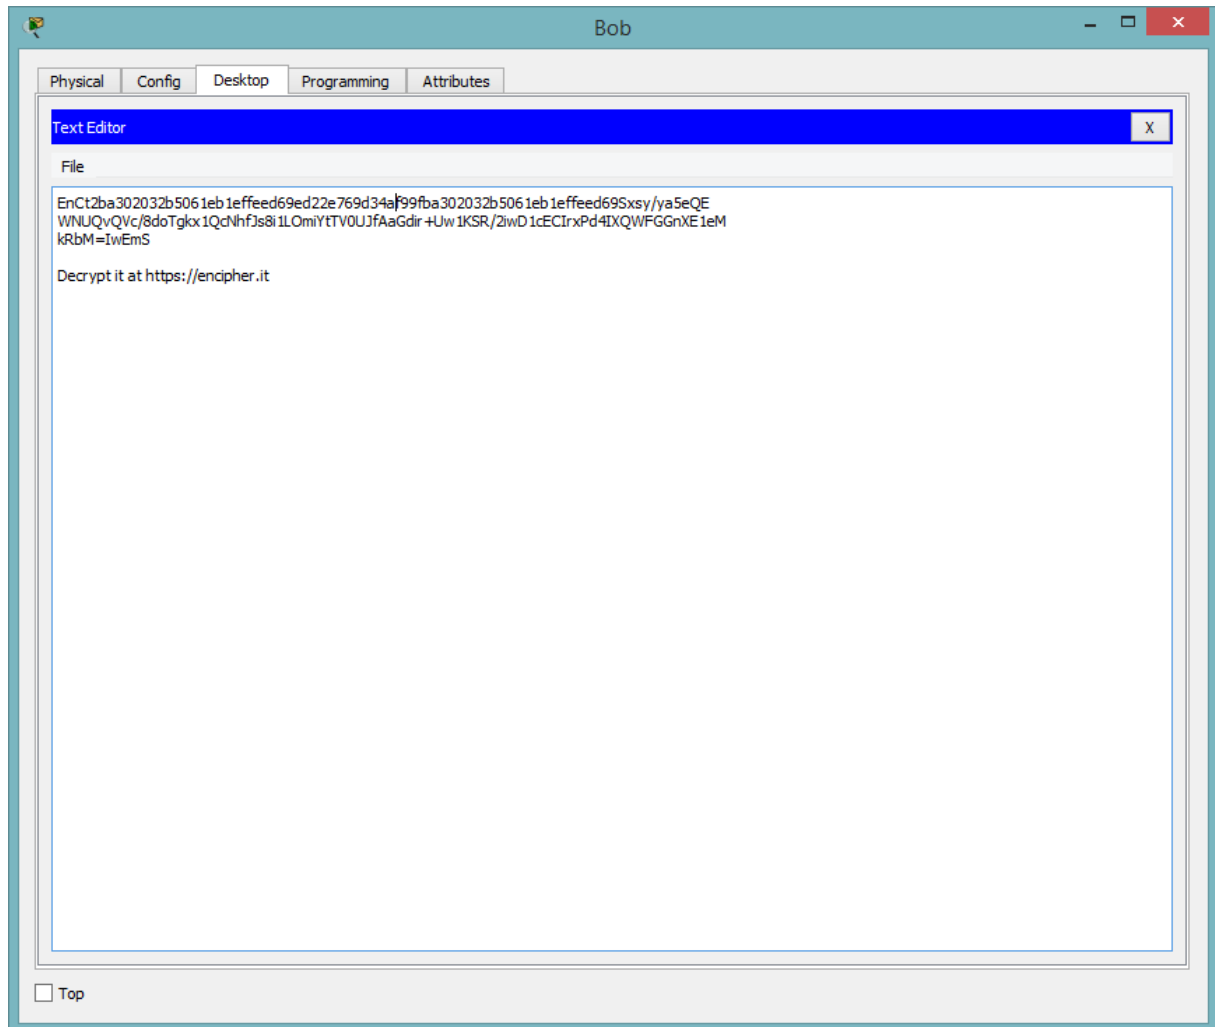 Bob
Physical Config Desktop Programming Attributes
Text Editor X
File
EnCt2ba302032b5061eb1effeed69ed22e769d34af99fba302032b5061eb1effeed69Sxsy/ya5eQE
WNUQvQVc/8doTgkx1QcNhfJs8i1LOmiYtTV0UJfAaGdir+Uw1KSR/2iwD1cECIrxPd4IXQWFGGnXE1eM
kRbM=IwEmS
Decrypt it at https://encipher.it
Top